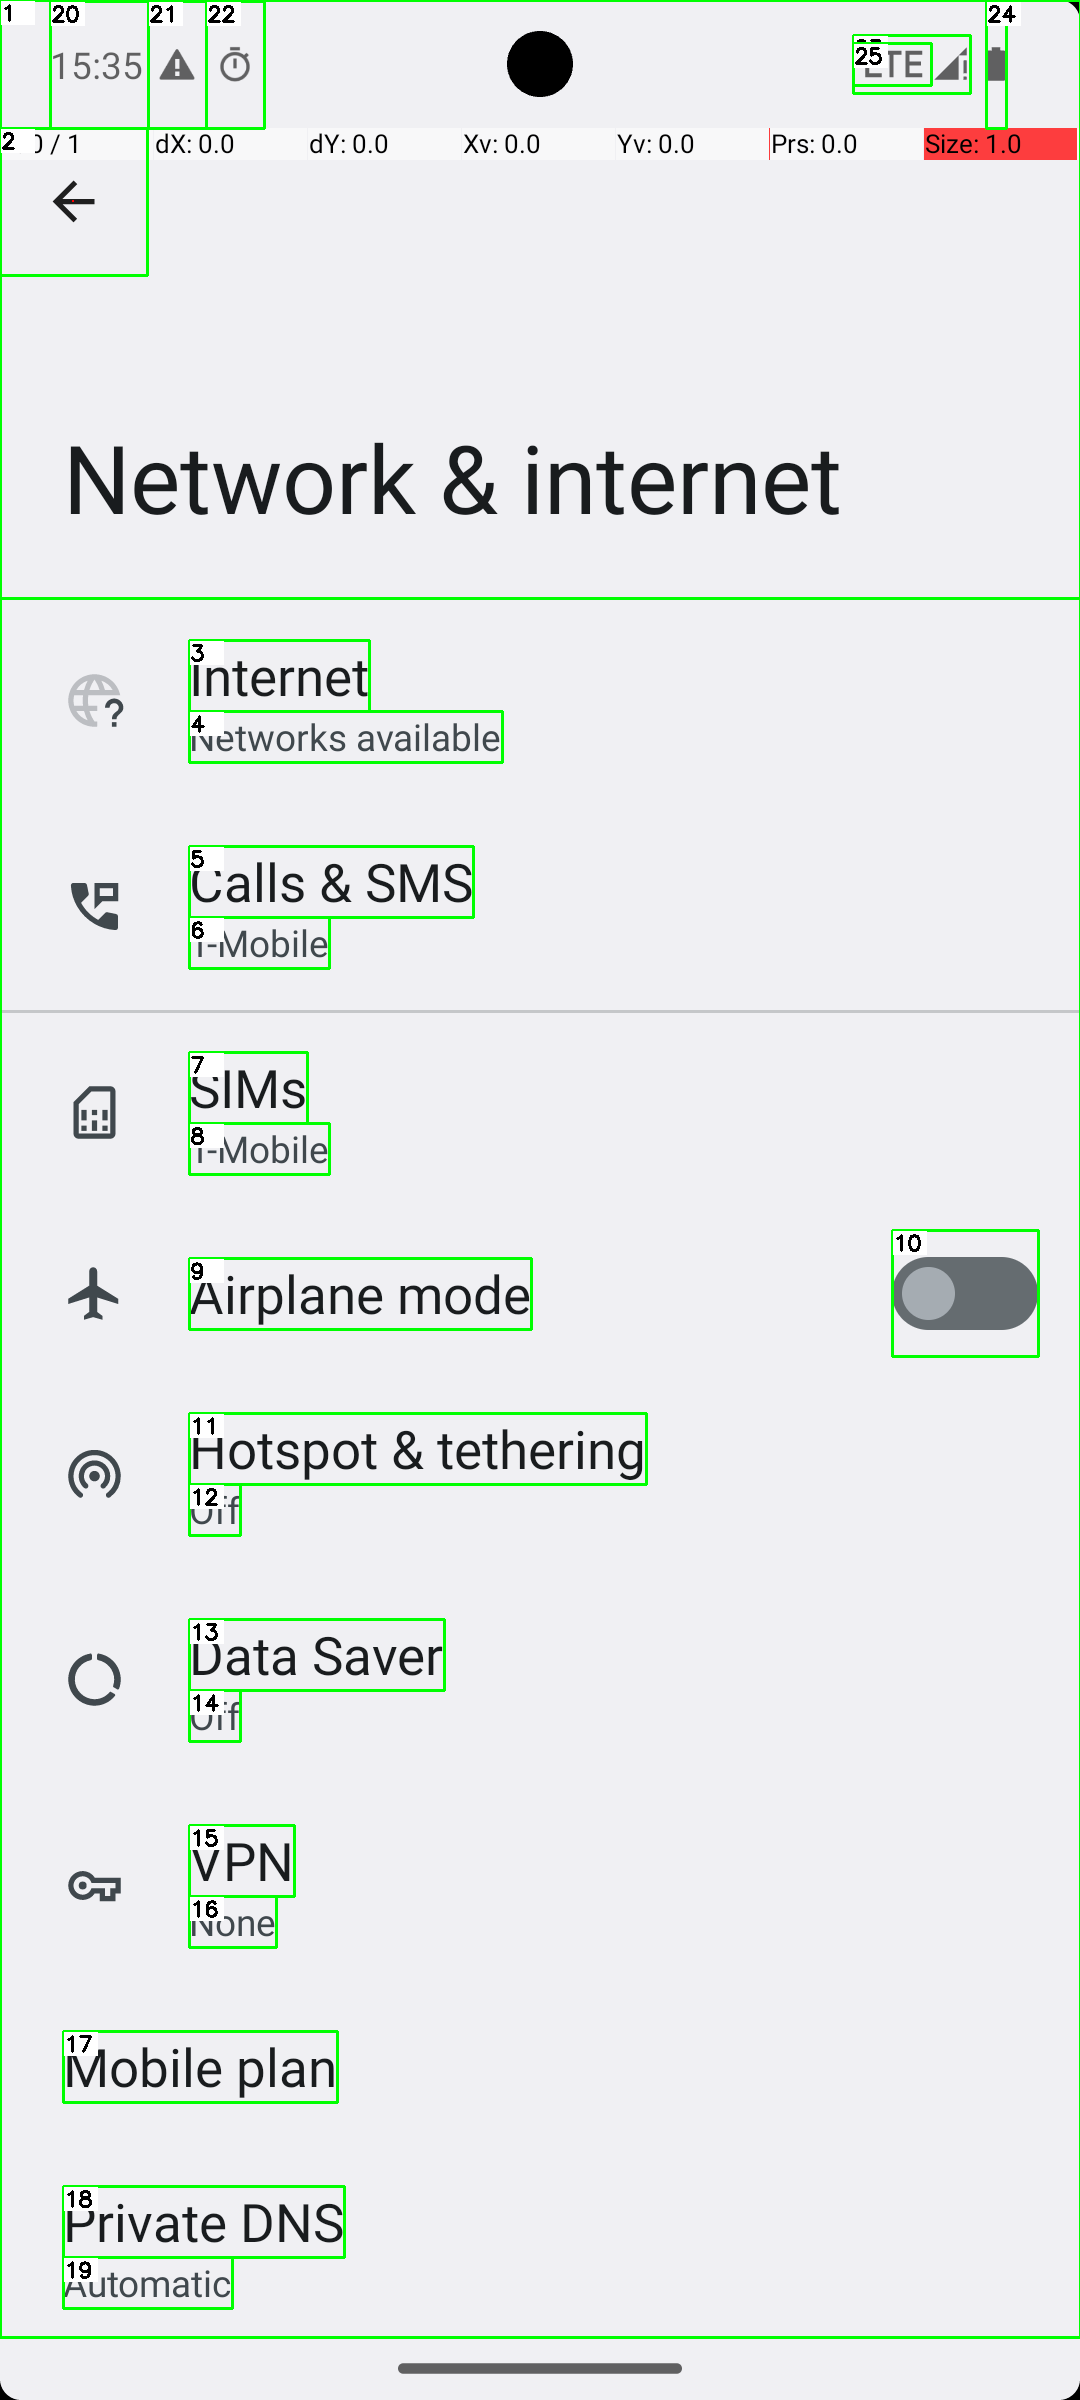 1 20 21 22 24
15:35 25 LTE
2 0 / 1 dX: 0.0 dY: 0.0 Xv: 0.0 Yv: 0.0 Prs: 0.0 Size: 1.0
Network & internet
3
Internet
4
Networks available
5
Calls & SMS
6
T-Mobile
7
SIMs
8
T-Mobile
9 10
Airplane mode
11
Hotspot & tethering
12
Off
13
Data Saver
14
Off
15
VPN
16
None
17
Mobile plan
18
Private DNS
19
Automatic